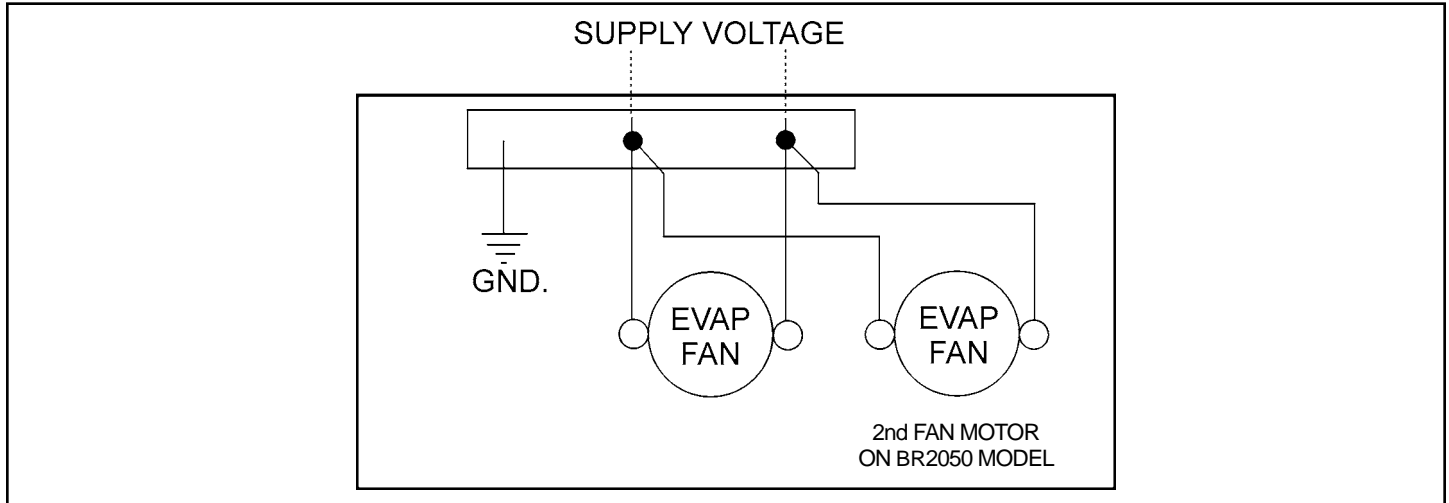 SUPPLY VOLTAGE
GND.
EVAP
FAN
EVAP
FAN
2nd FAN MOTOR
ON BR2050 MODEL